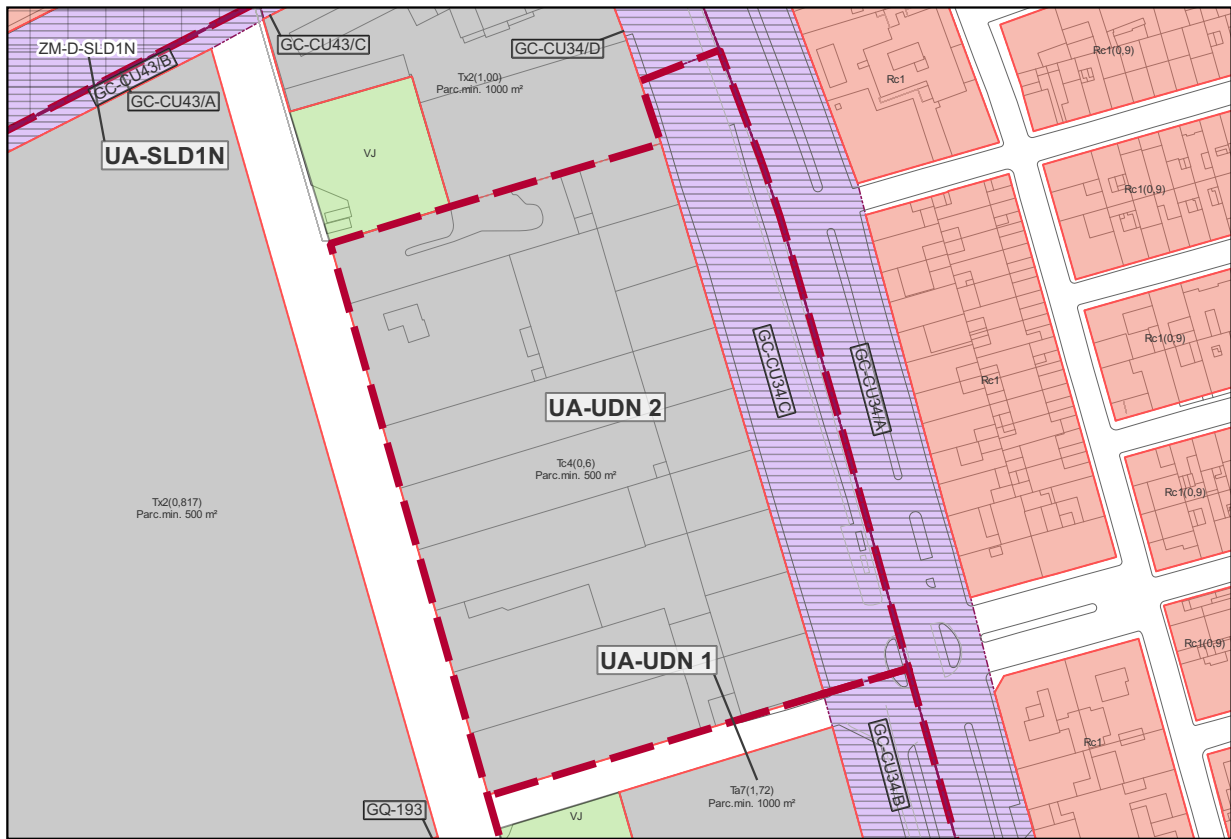 ZM-D-SLD1N
GC-CU43/C
GC-CU34/D
GC-CU43/B
GC-CU43/A
UA-SLD1N
Tx2(1,00)
Parc.min. 1000 m²
Rc1
Rc1(0,9)
VJ
Rc1(0,9)
Rc1(0,9)
GC-CU34/C
GC-CU34/A
Rc1
UA-UDN 2
Tc4(0,6)
Parc.min. 500 m²
Tx2(0,817)
Parc.min. 500 m²
Rc1(0,9)
UA-UDN 1
Rc1(0,9)
Rc1
GC-CU34/B
Ta7(1,72)
Parc.min. 1000 m²
GQ-193
VJ